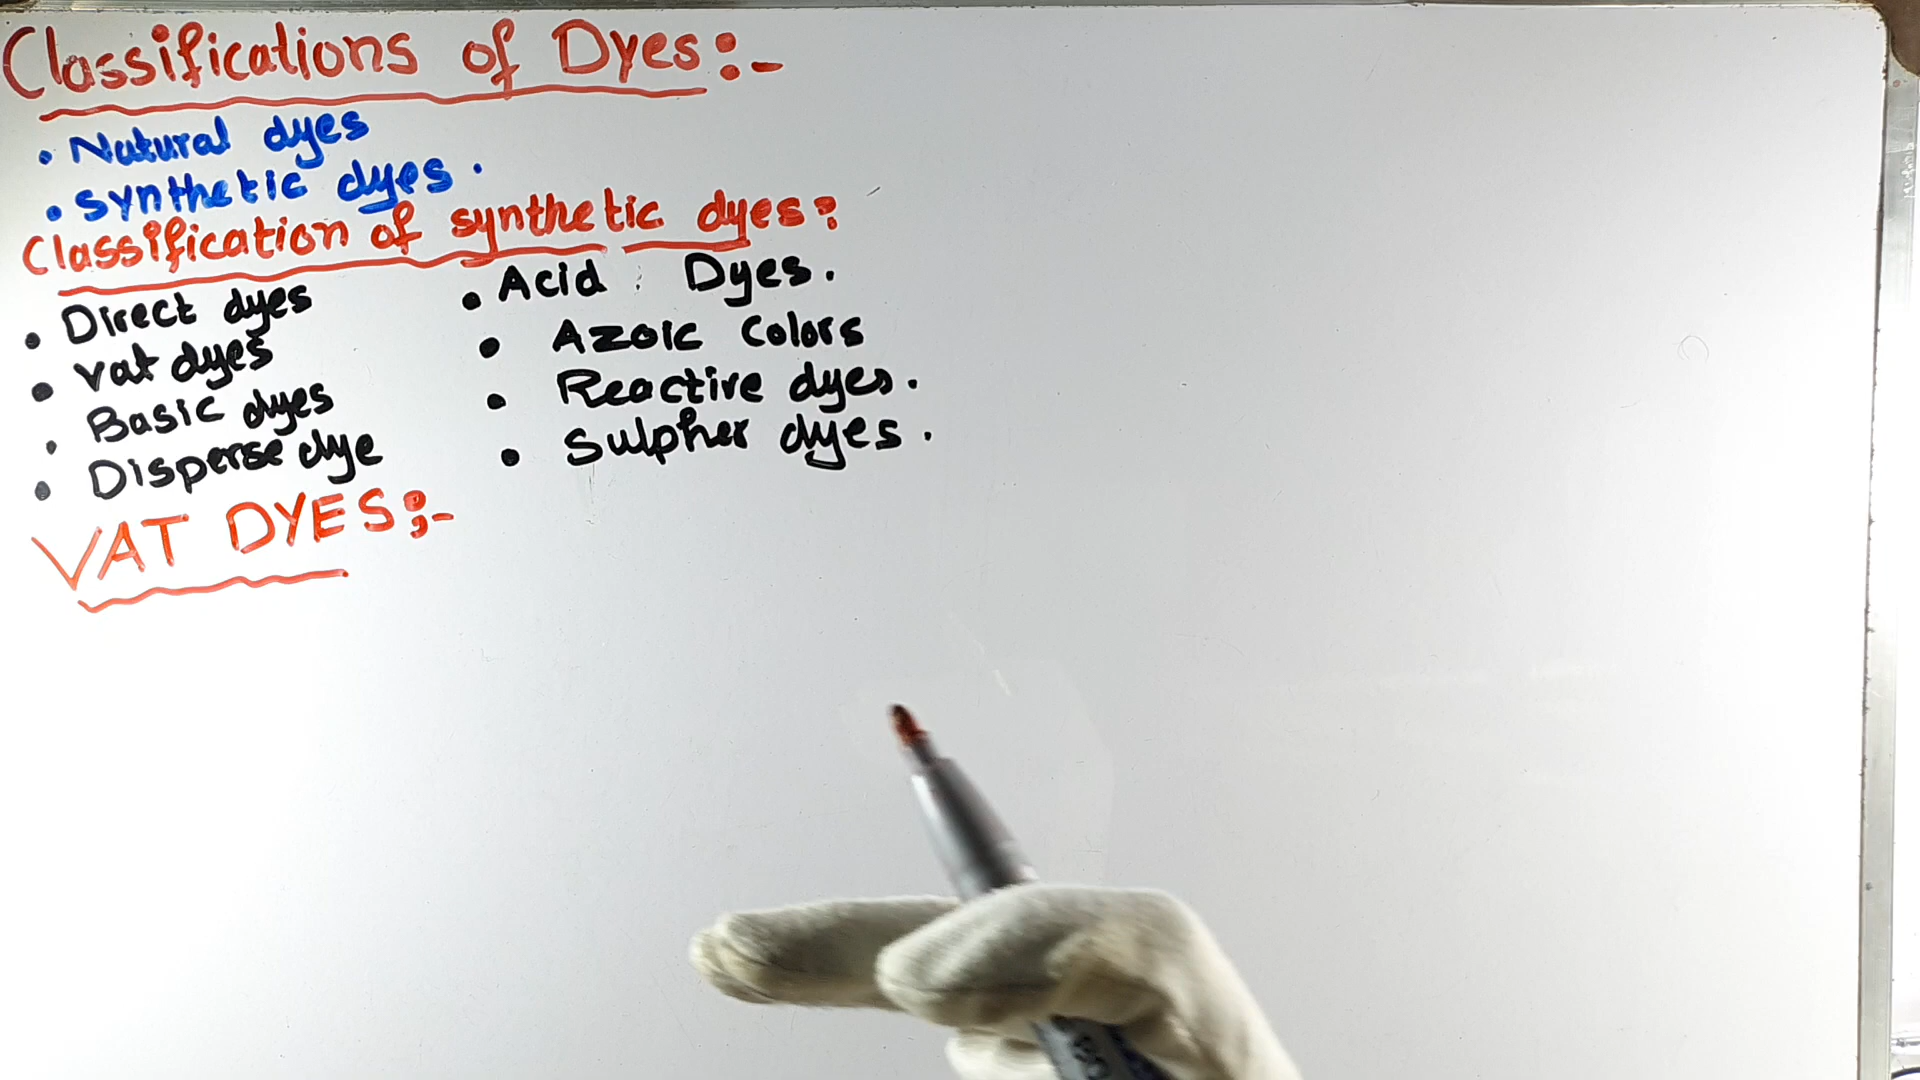 Classifications of Dyes:-
• Natural dyes
• synthetic dyes.
Classification of synthetic dyes:
• Direct dyes
• vat dyes
• Basic dyes
• Disperse dye
• Acid Dyes.
• Azoic Colors
• Reactive dyes.
• Sulpher dyes.
VAT DYES:-